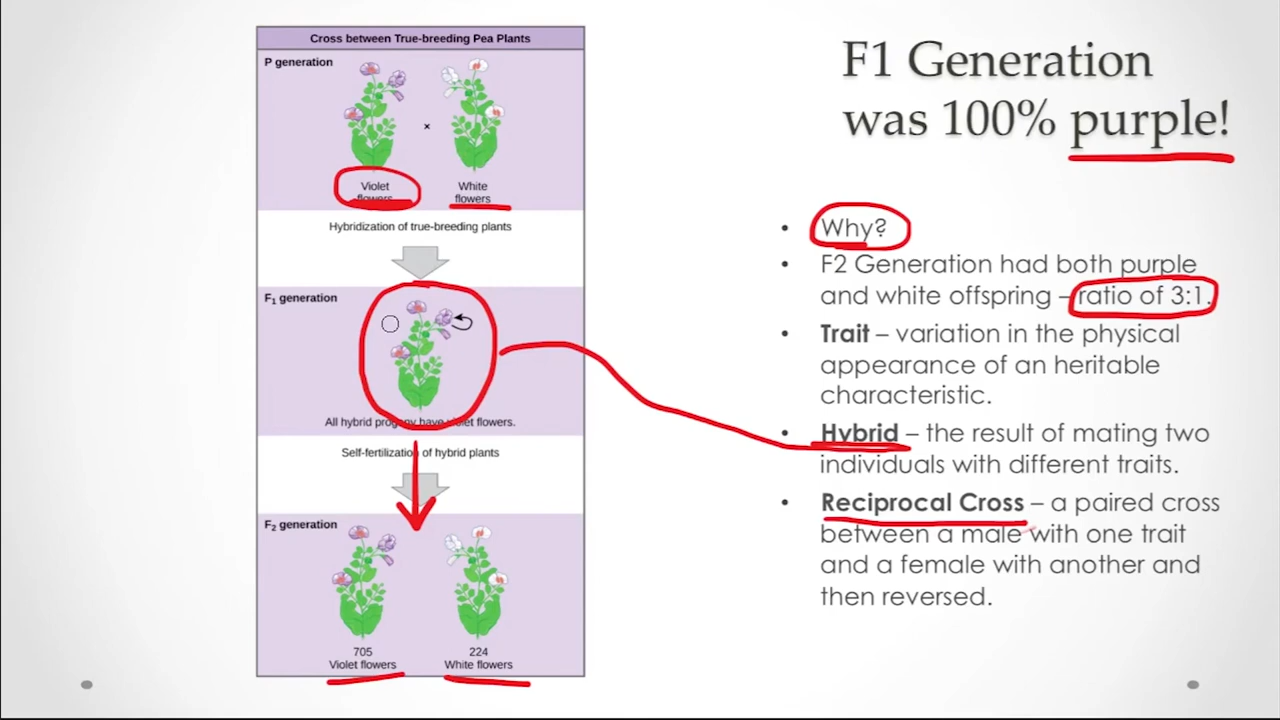 Cross between True-breeding Pea Plants
P generation
×
Violet
flowers
White
flowers
Hybridization of true-breeding plants
F₁ generation
All hybrid progeny have violet flowers.
Self-fertilization of hybrid plants
F₂ generation
705
Violet flowers
224
White flowers
F1 Generation
was 100% purple!
• Why?
• F2 Generation had both purple
and white offspring – ratio of 3:1.
• Trait – variation in the physical
appearance of an heritable
characteristic.
• Hybrid – the result of mating two
individuals with different traits.
• Reciprocal Cross – a paired cross
between a male with one trait
and a female with another and
then reversed.